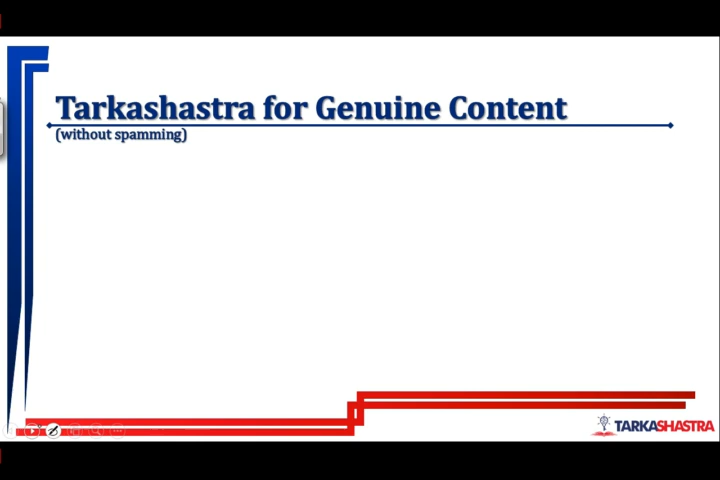 Tarkashastra for Genuine Content
(without spamming)
TARKASHASTRA